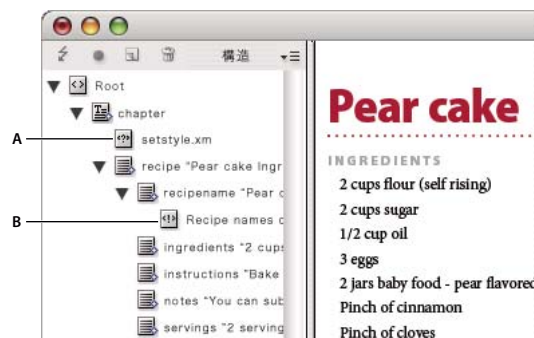 構造
Root
chapter
A
setstyle.xm
recipe "Pear cake Ingr
recipename "Pear c
B
Recipe names c
ingredients "2 cups
instructions "Bake
notes "You can sub
servings "2 serving
Pear cake
INGREDIENTS
2 cups flour (self rising)
2 cups sugar
1/2 cup oil
3 eggs
2 jars baby food - pear flavored
Pinch of cinnamon
Pinch of cloves